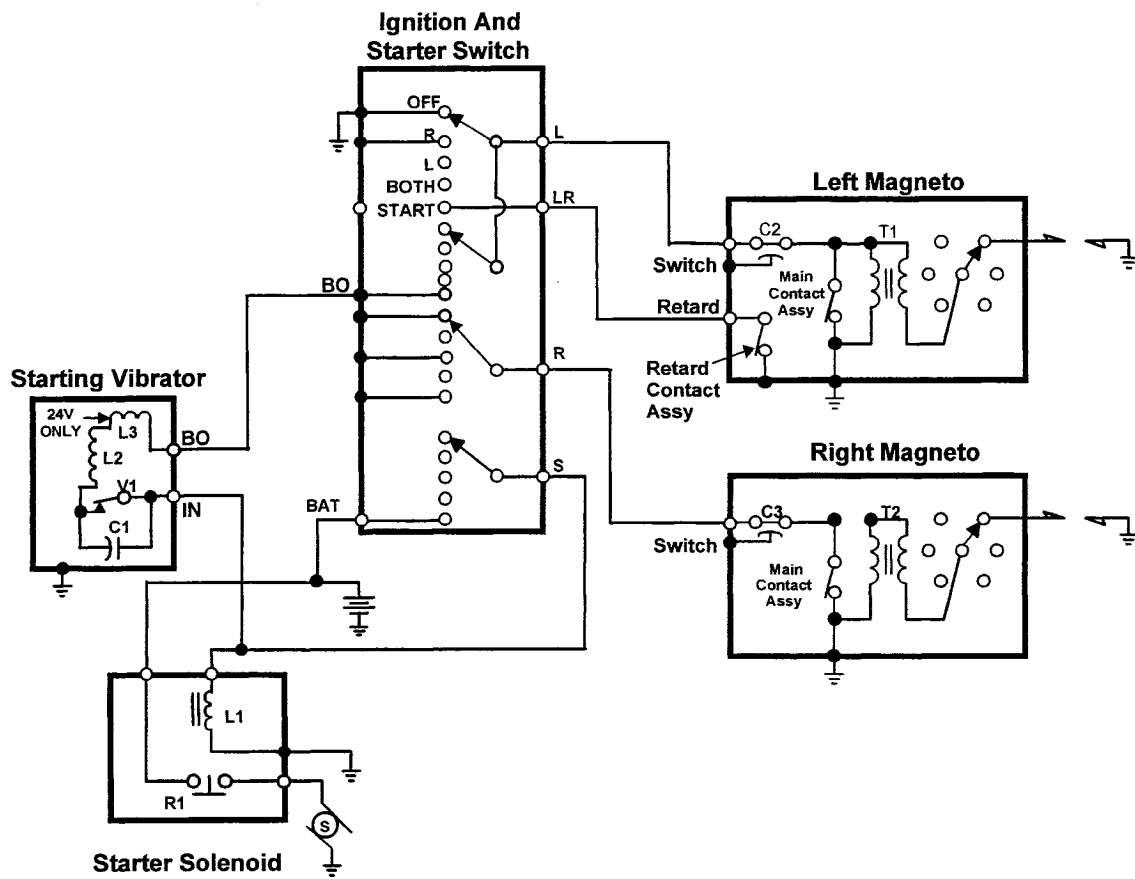 Ignition And
Starter Switch
OFF
R
L
BOTH
START
L
LR
BO
R
S
BAT
Left Magneto
C2
T1
Switch
Main
Contact
Assy
Retard
Retard
Contact
Assy
Starting Vibrator
24V
ONLY
L3
L2
BO
V1
IN
C1
Right Magneto
C3
T2
Switch
Main
Contact
Assy
L1
R1
S
Starter Solenoid